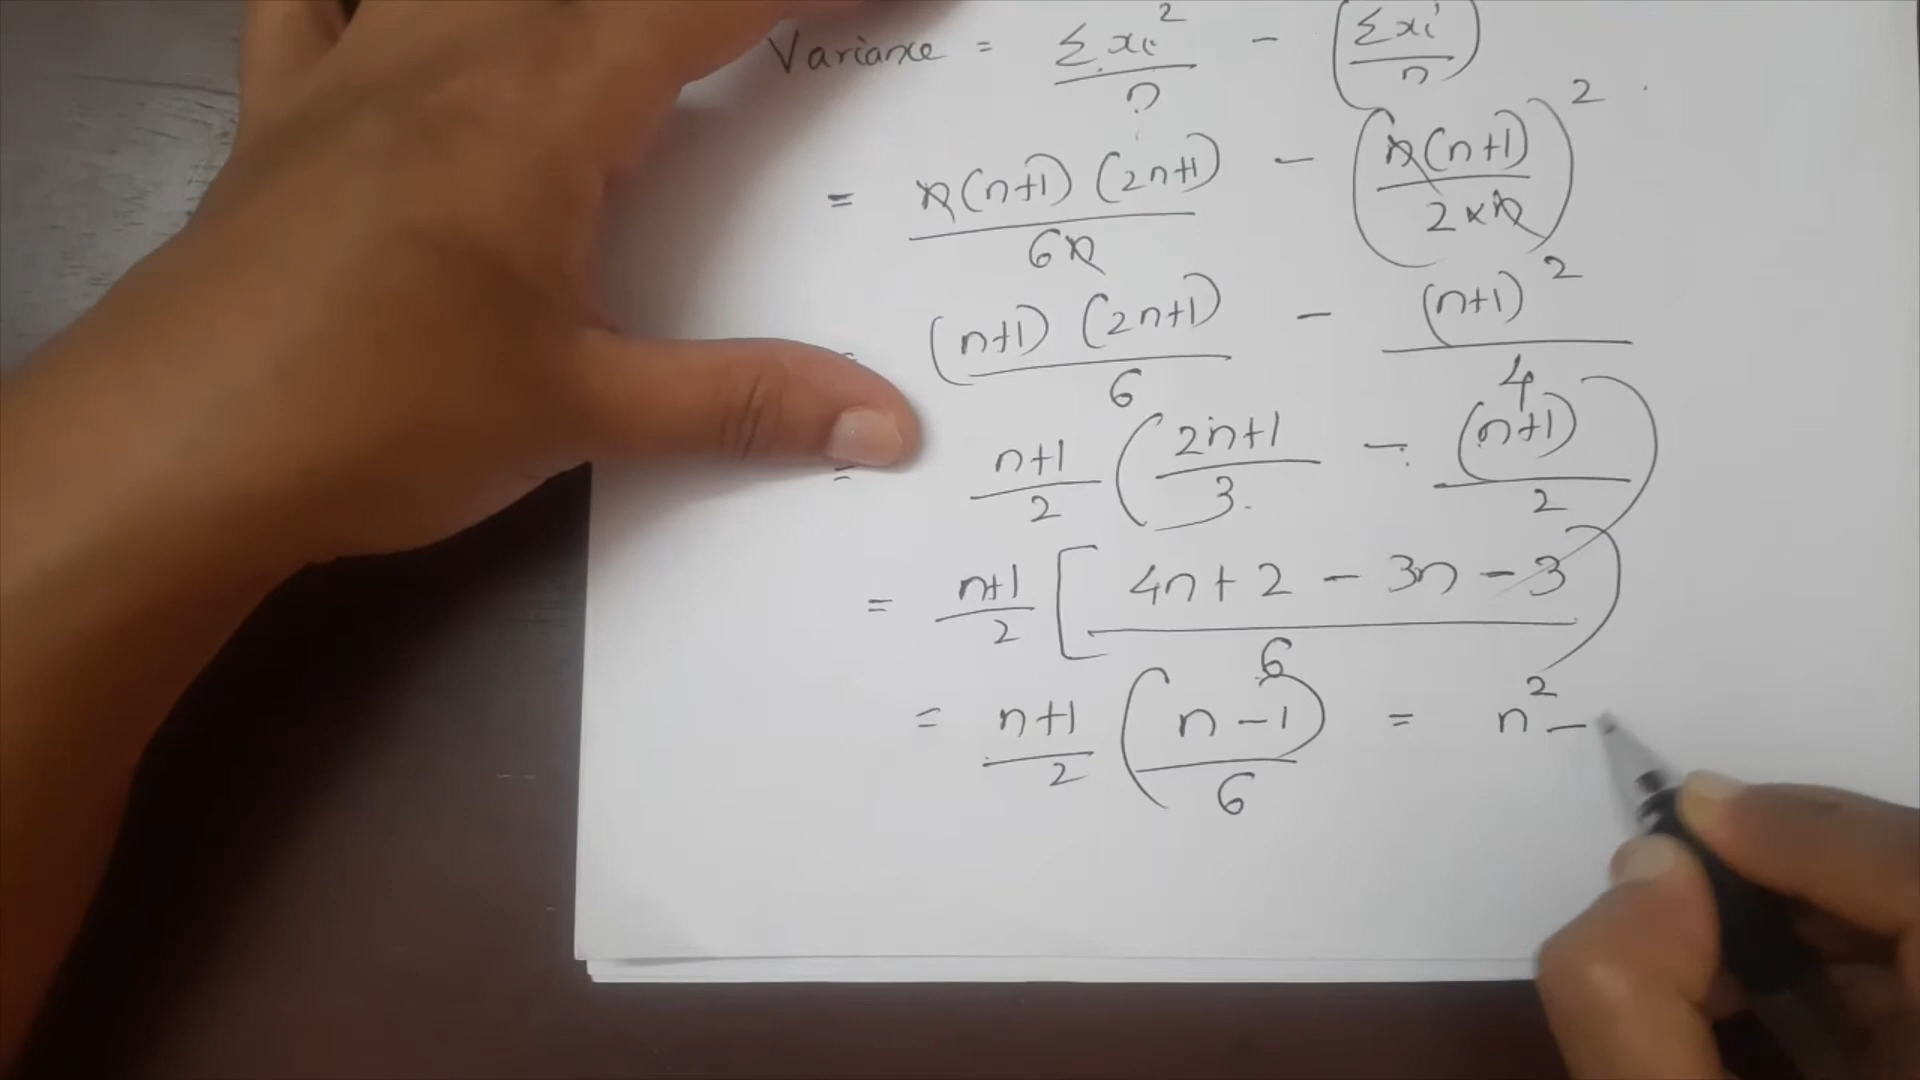 Variance = Σxi²/n - (Σxi/n)
= n(n+1)(2n+1)/6n - (n(n+1)/2×n)²
(n+1)(2n+1)/6 - (n+1)²/4
= n+1/2 (2n+1/3 - (n+1)/2)
= n+1/2 [4n+2-3n-3/6)
= n+1/2 (n-1/6) = n²-